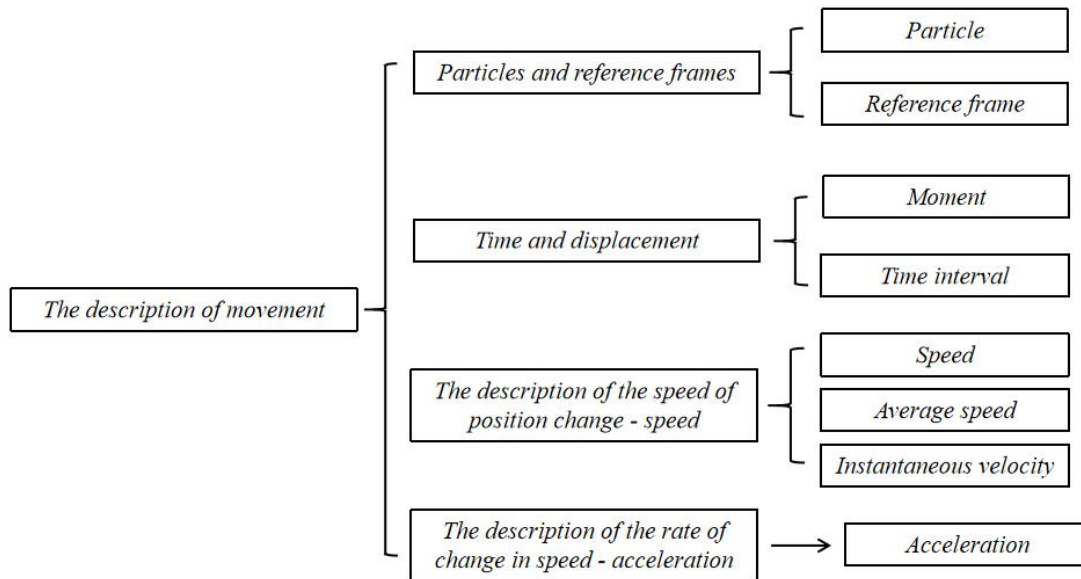 The description of movement
Particles and reference frames
Particle
Reference frame
Time and displacement
Moment
Time interval
The description of the speed of
position change - speed
Speed
Average speed
Instantaneous velocity
The description of the rate of
change in speed - acceleration
Acceleration